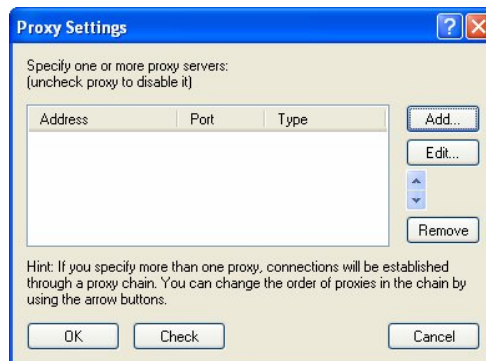 Proxy Settings
Specify one or more proxy servers:
(uncheck proxy to disable it)
Address Port Type
Add...
Edit...
Remove
Hint: If you specify more than one proxy, connections will be established
through a proxy chain. You can change the order of proxies in the chain by
using the arrow buttons.
OK Check Cancel